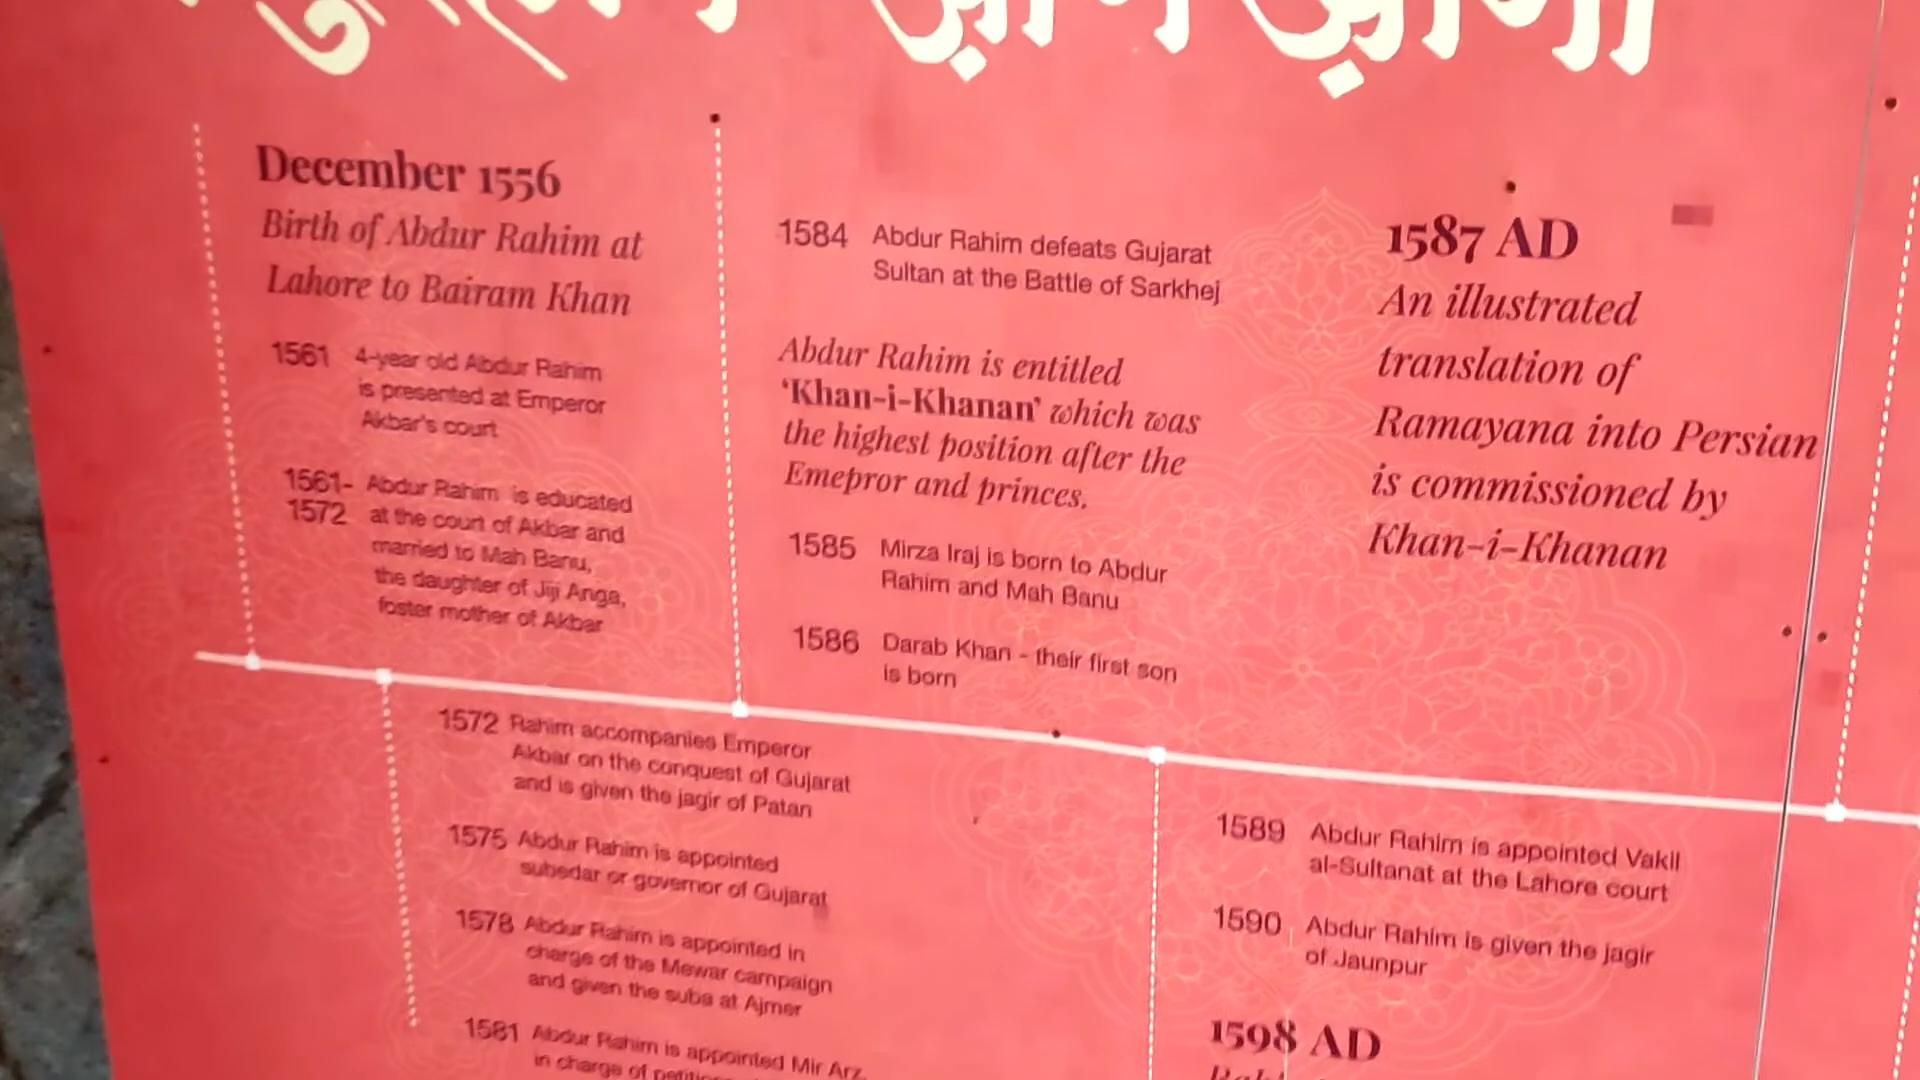 ख़ान ख़ानां
December 1556
Birth of Abdur Rahim at
Lahore to Bairam Khan
1561 4-year old Abdur Rahim
is presented at Emperor
Akbar's court
1561- Abdur Rahim is educated
1572 at the court of Akbar and
married to Mah Banu,
the daughter of Jiji Anga,
foster mother of Akbar
1584 Abdur Rahim defeats Gujarat
Sultan at the Battle of Sarkhej
Abdur Rahim is entitled
‘Khan-i-Khanan’ which was
the highest position after the
Emepror and princes.
1585 Mirza Iraj is born to Abdur
Rahim and Mah Banu
1586 Darab Khan - their first son
is born
1587 AD
An illustrated
translation of
Ramayana into Persian
is commissioned by
Khan-i-Khanan
1572 Rahim accompanies Emperor
Akbar on the conquest of Gujarat
and is given the jagir of Patan
1575 Abdur Rahim is appointed
subedar or governor of Gujarat
1578 Abdur Rahim is appointed in
charge of the Mewar campaign
and given the suba at Ajmer
1581 Abdur Rahim is appointed Mir Arz,
in charge of
1589 Abdur Rahim is appointed Vakil
al-Sultanat at the Lahore court
1590 Abdur Rahim is given the jagir
of Jaunpur
1598 AD